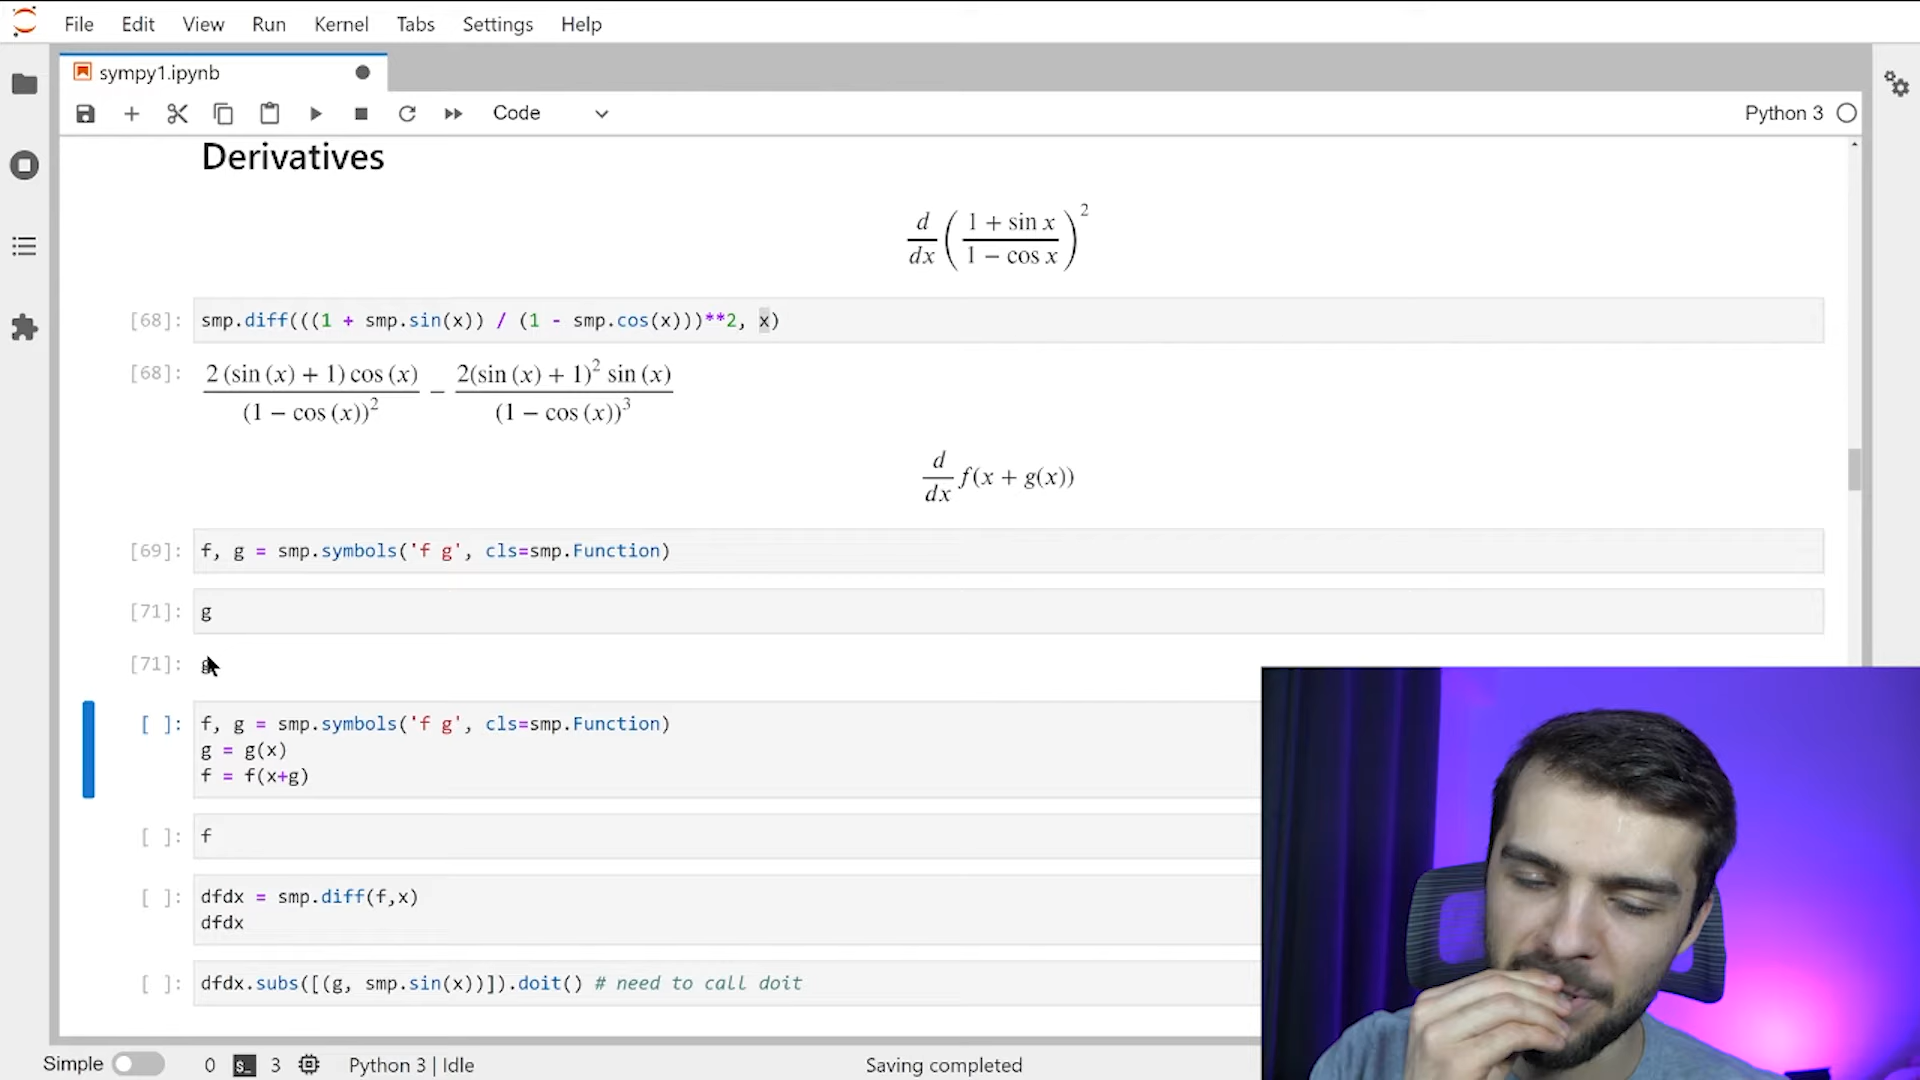 File Edit View Run Kernel Tabs Settings Help
sympy1.ipynb
Code
Python 3
Derivatives
d/dx ((1 + sin x)/(1 − cos x))^2
[68]: smp.diff(((1 + smp.sin(x)) / (1 - smp.cos(x)))**2, x)
[68]: 2 (sin (x) + 1) cos (x)/(1 − cos (x))^2 − 2(sin (x) + 1)^2 sin (x)/(1 − cos (x))^3
d/dx f(x + g(x))
[69]: f, g = smp.symbols('f g', cls=smp.Function)
[71]: g
[71]: g
[ ]: f, g = smp.symbols('f g', cls=smp.Function)
g = g(x)
f = f(x+g)
[ ]: f
[ ]: dfdx = smp.diff(f,x)
dfdx
[ ]: dfdx.subs([(g, smp.sin(x))]).doit() # need to call doit
Simple 0 $_ 3 Python 3 | Idle Saving completed